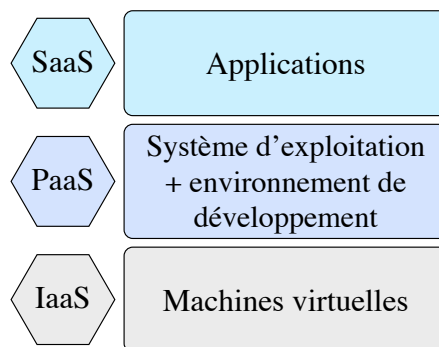 SaaS
Applications
PaaS
Système d'exploitation
+ environnement de
développement
IaaS
Machines virtuelles